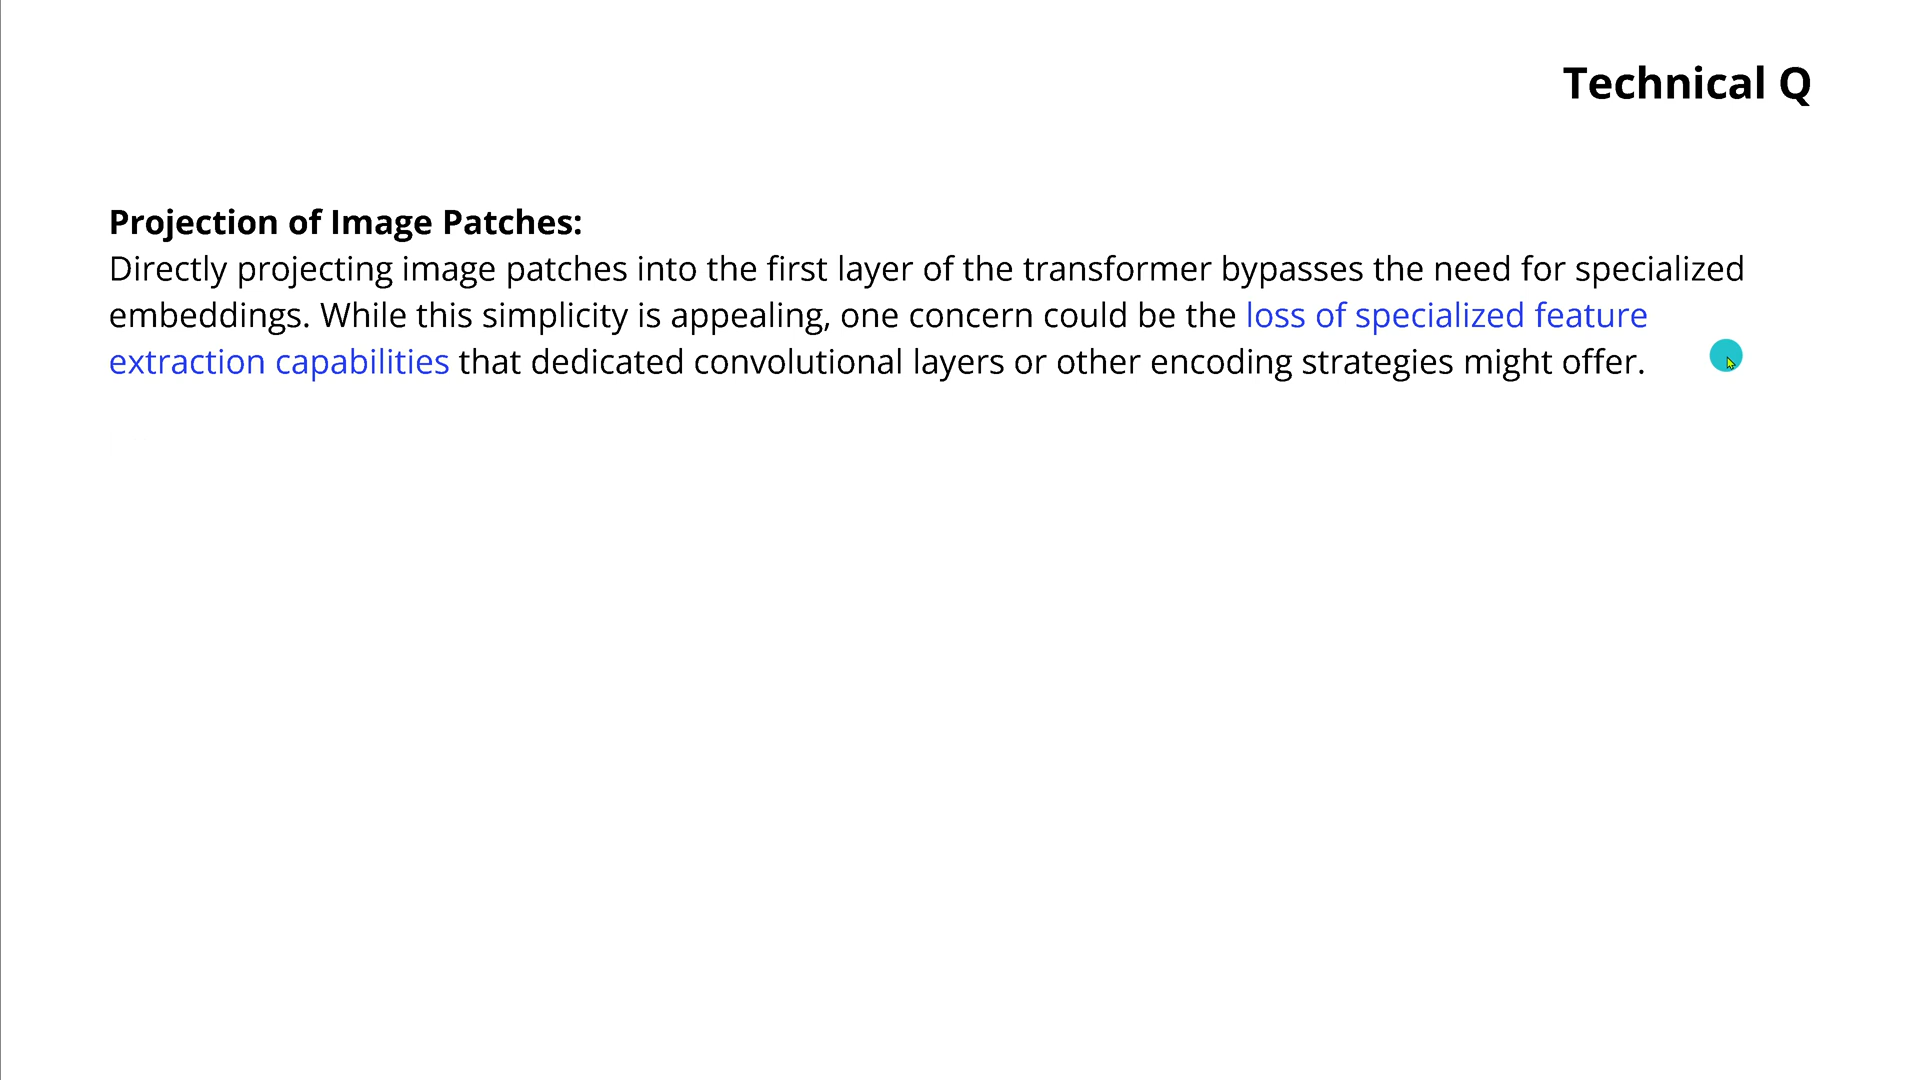 Technical Q
Projection of Image Patches:
Directly projecting image patches into the first layer of the transformer bypasses the need for specialized
embeddings. While this simplicity is appealing, one concern could be the loss of specialized feature
extraction capabilities that dedicated convolutional layers or other encoding strategies might offer.